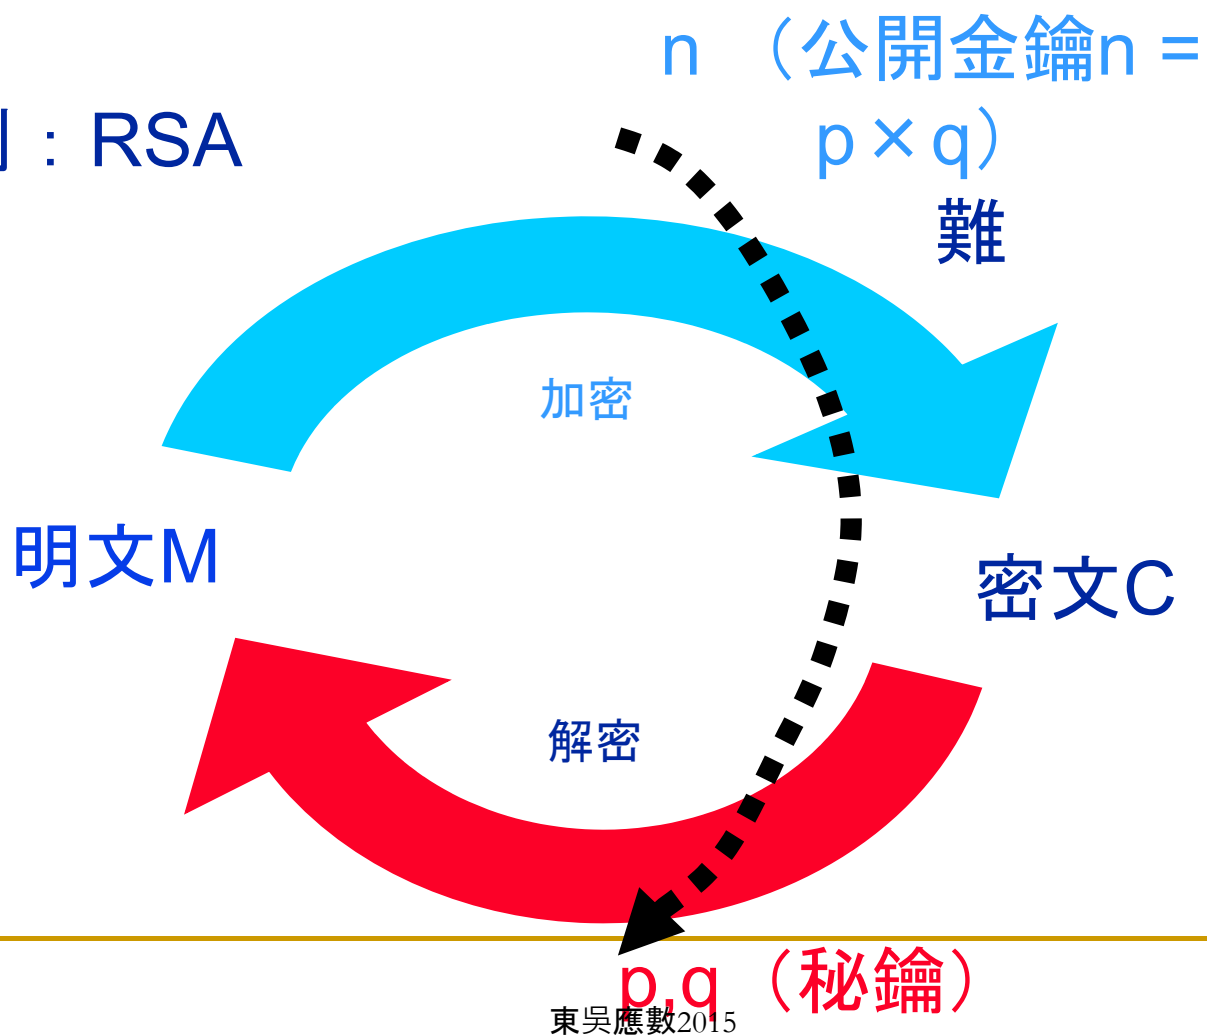 n （公開金鑰n =
p×q）
：RSA
難
加密
明文M
密文C
解密
p,q （秘鑰）
東吳應數2015